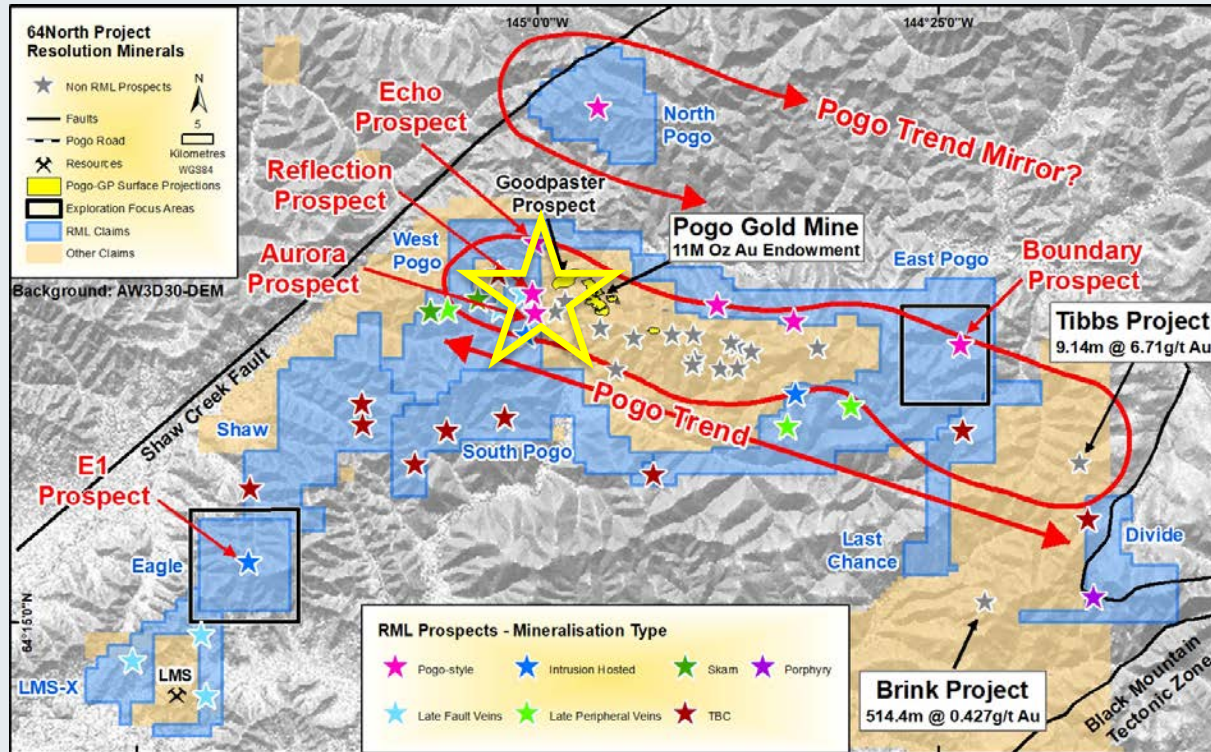 64North Project
Resolution Minerals
Non RML Prospects
N
Faults
5
Pogo Road
Kilometres
Resources
WGS84
Pogo-GP Surface Projections
Exploration Focus Areas
RML Claims
Other Claims
Background: AW3D30-DEM
145°0'0"W
144°25'0"W
Echo
Prospect
North
Pogo
Pogo Trend Mirror?
Reflection
Prospect
Goodpaster
Prospect
Pogo Gold Mine
11M Oz Au Endowment
West
Pogo
Aurora
Prospect
East Pogo
Boundary
Prospect
Tibbs Project
9.14m @ 6.71g/t Au
Shaw Creek Fault
Pogo Trend
Shaw
South Pogo
E1
Prospect
Eagle
Last
Chance
Divide
64°15'0"N
LMS-X
LMS
RML Prospects - Mineralisation Type
Pogo-style
Intrusion Hosted
Skarn
Porphyry
Late Fault Veins
Late Peripheral Veins
TBC
Brink Project
514.4m @ 0.427g/t Au
Black Mountain
Tectonic Zone